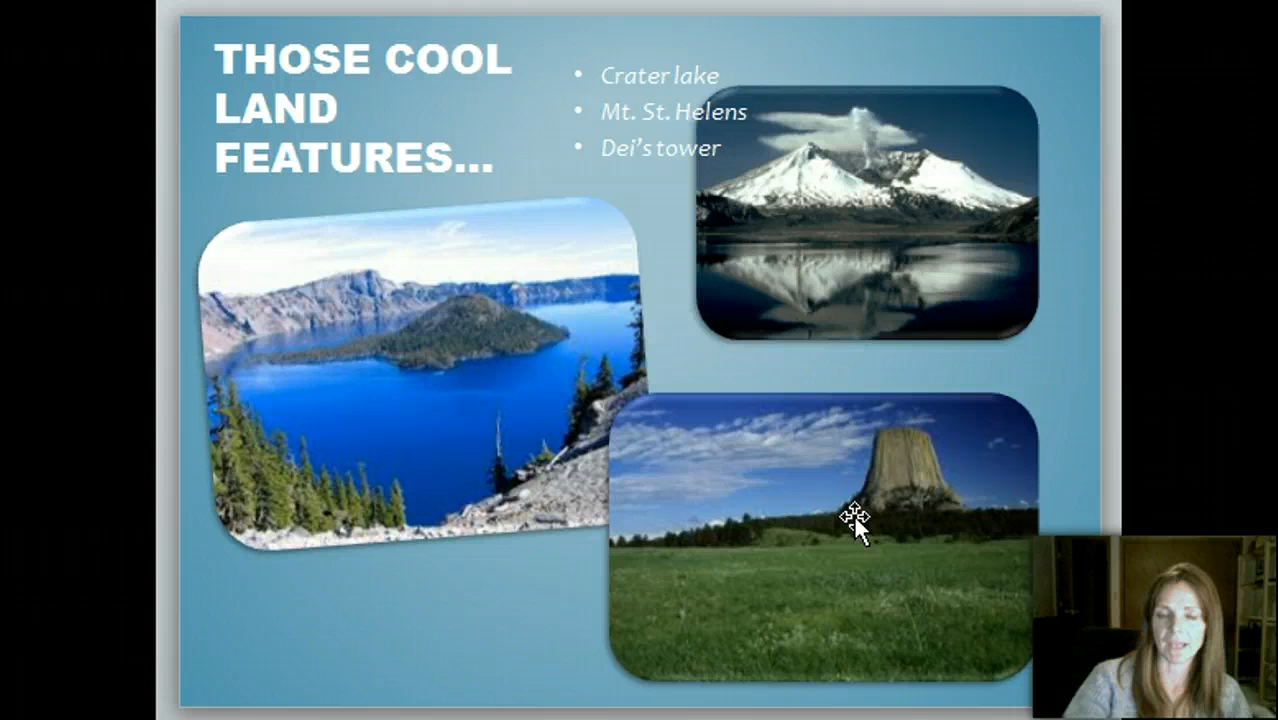 THOSE COOL
LAND
FEATURES...
• Crater lake
• Mt. St. Helens
• Dei's tower